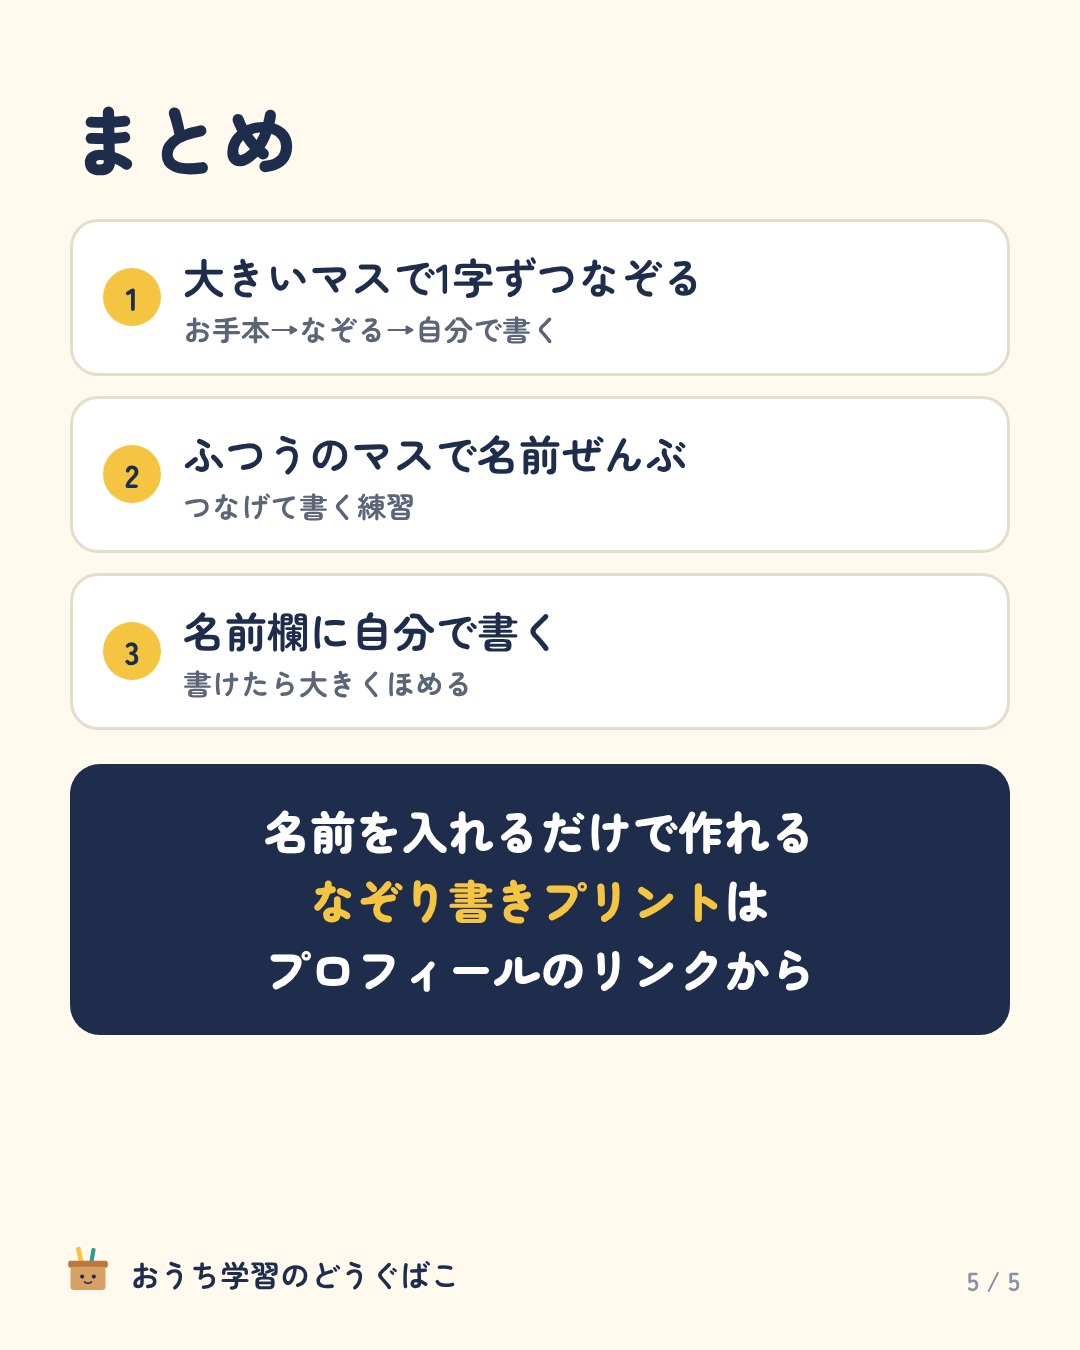 まとめ
1
大きいマスで1字ずつなぞる
お手本→なぞる→自分で書く
2
ふつうのマスで名前ぜんぶ
つなげて書く練習
3
名前欄に自分で書く
書けたら大きくほめる
名前を入れるだけで作れる
なぞり書きプリントは
プロフィールのリンクから
おうち学習のどうぐばこ
5 / 5